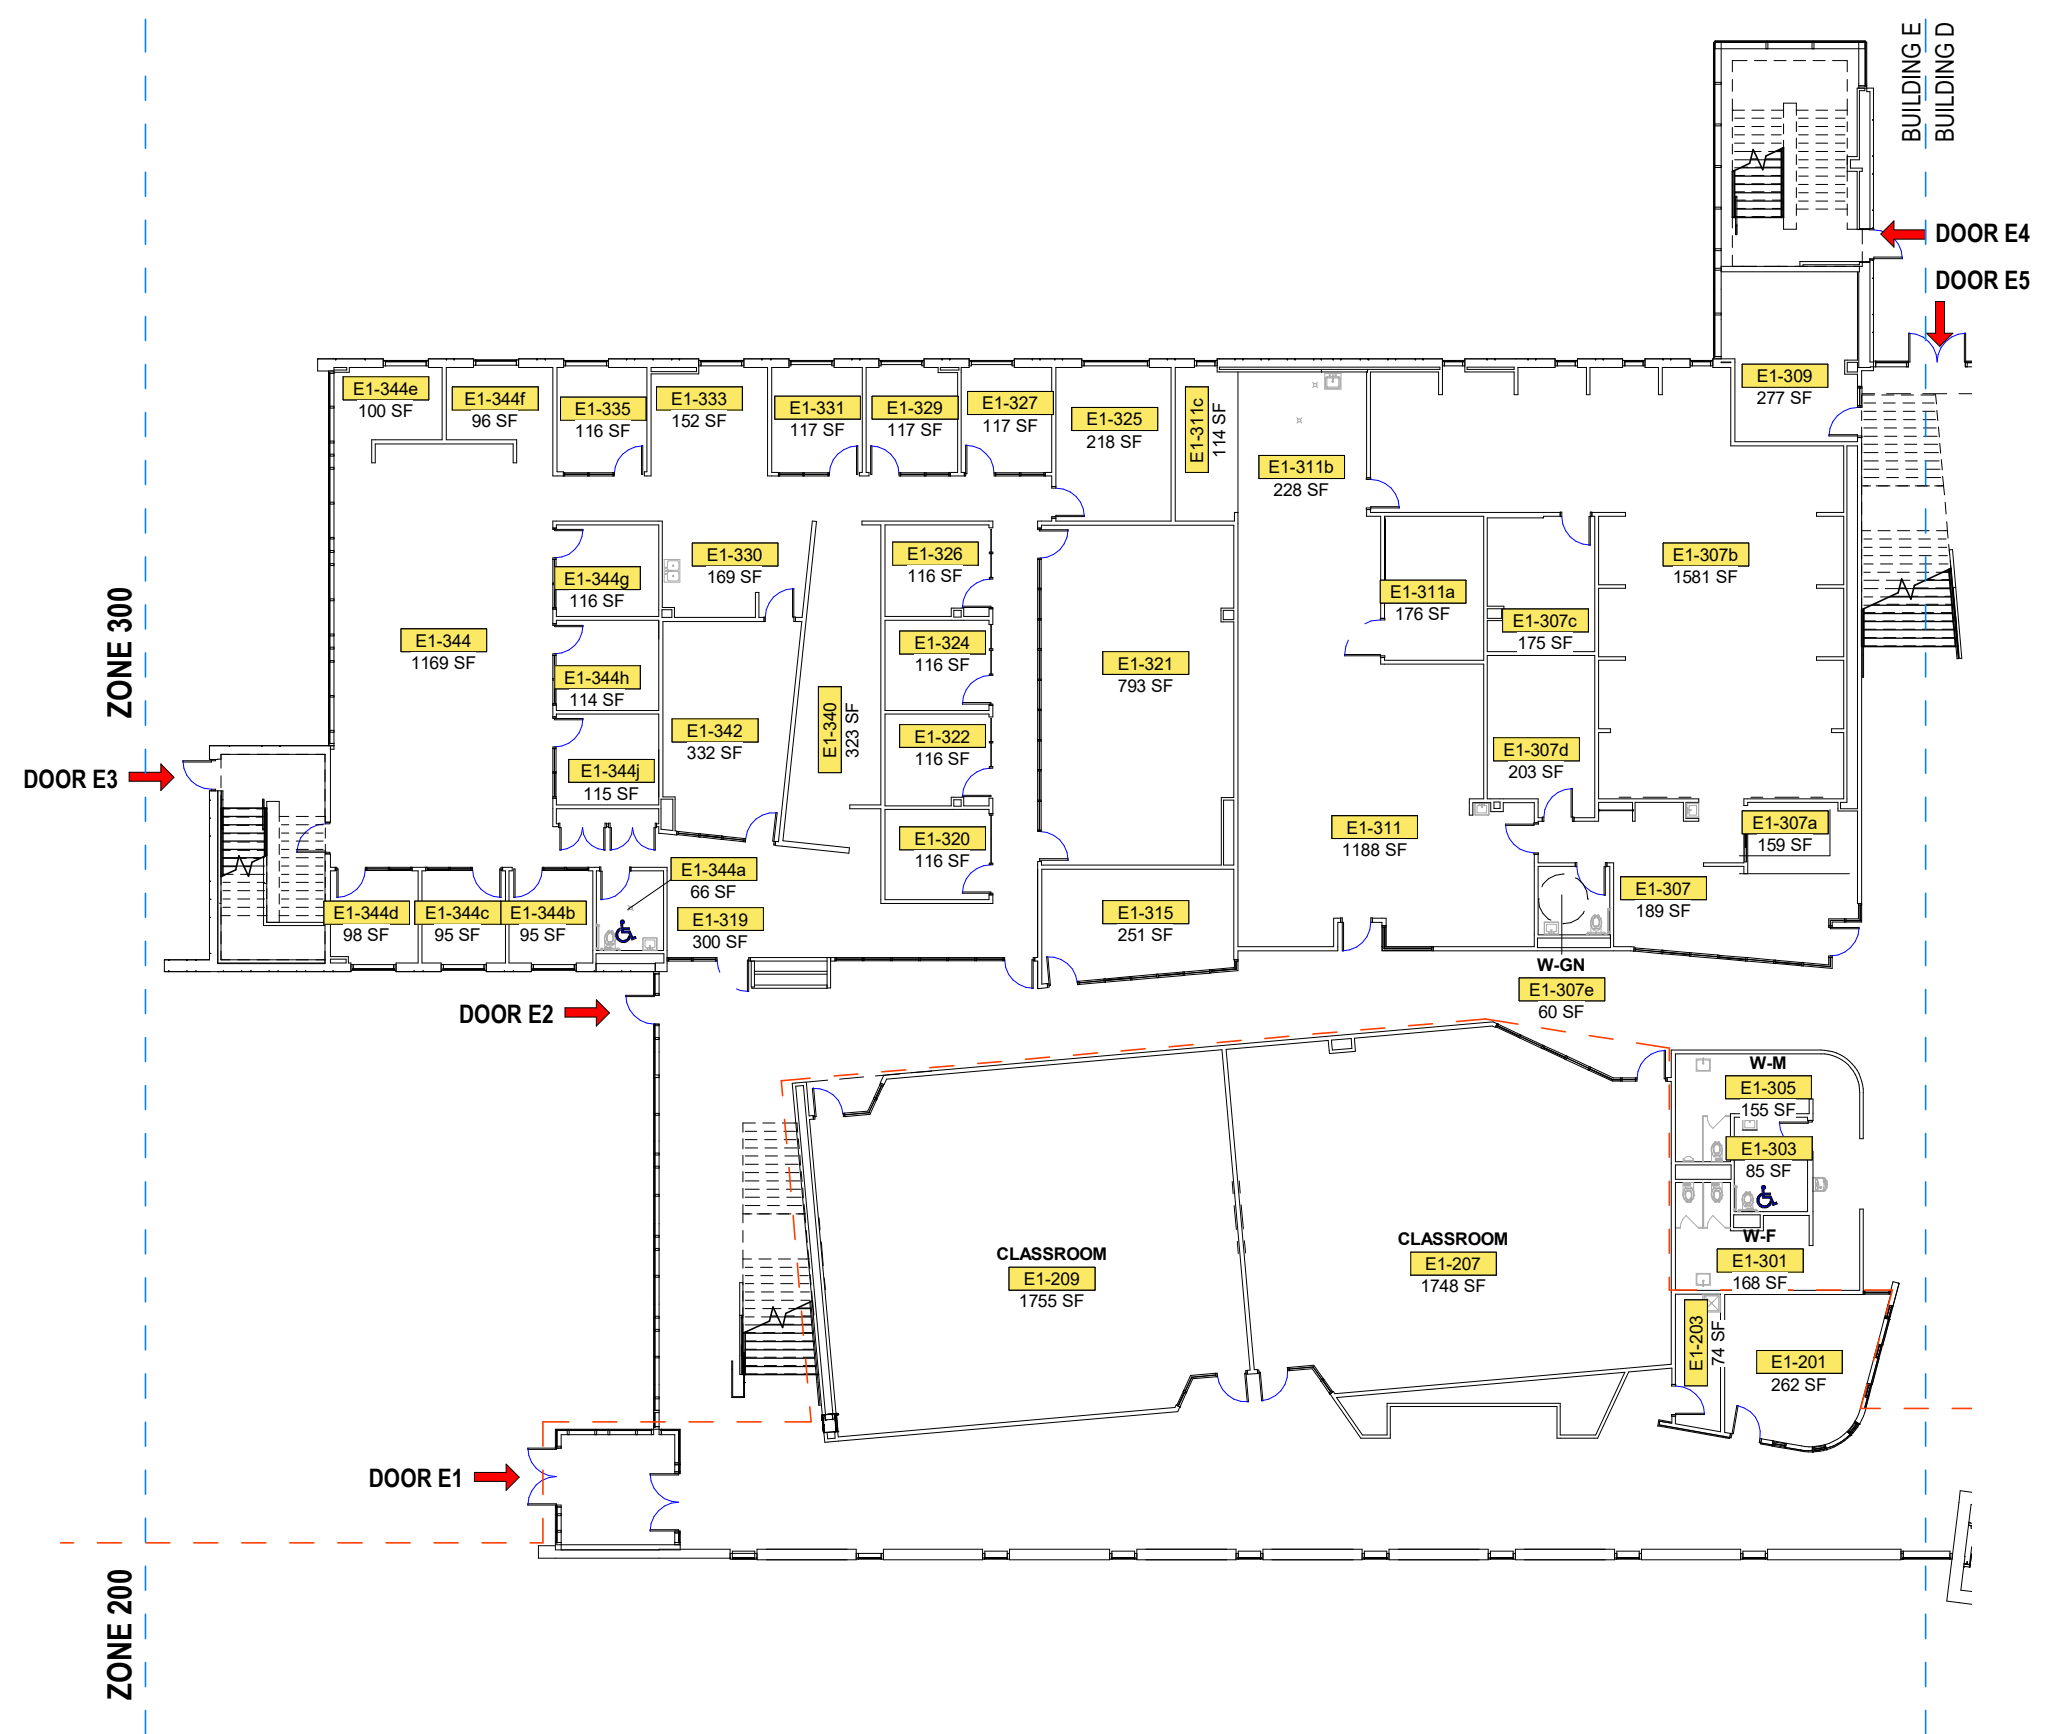 BUILDING E
BUILDING D
DOOR E4
DOOR E5
E1-309
277 SF
E1-344e
100 SF
E1-344f
96 SF
E1-335
116 SF
E1-333
152 SF
E1-331
117 SF
E1-329
117 SF
E1-327
117 SF
E1-325
218 SF
E1-311c
114 SF
E1-311b
228 SF
E1-326
116 SF
E1-330
169 SF
E1-344g
116 SF
E1-307b
1581 SF
E1-311a
176 SF
E1-307c
175 SF
ZONE 300
E1-344
1169 SF
E1-324
116 SF
E1-321
793 SF
E1-344h
114 SF
E1-342
332 SF
E1-340
323 SF
E1-322
116 SF
E1-307d
203 SF
DOOR E3
E1-344j
115 SF
E1-320
116 SF
E1-311
1188 SF
E1-307a
159 SF
E1-344a
66 SF
E1-307
189 SF
E1-344d
98 SF
E1-344c
95 SF
E1-344b
95 SF
E1-319
300 SF
E1-315
251 SF
W-GN
E1-307e
60 SF
DOOR E2
W-M
E1-305
155 SF
E1-303
85 SF
W-F
E1-301
168 SF
CLASSROOM
E1-209
1755 SF
CLASSROOM
E1-207
1748 SF
E1-203
74 SF
E1-201
262 SF
DOOR E1
ZONE 200